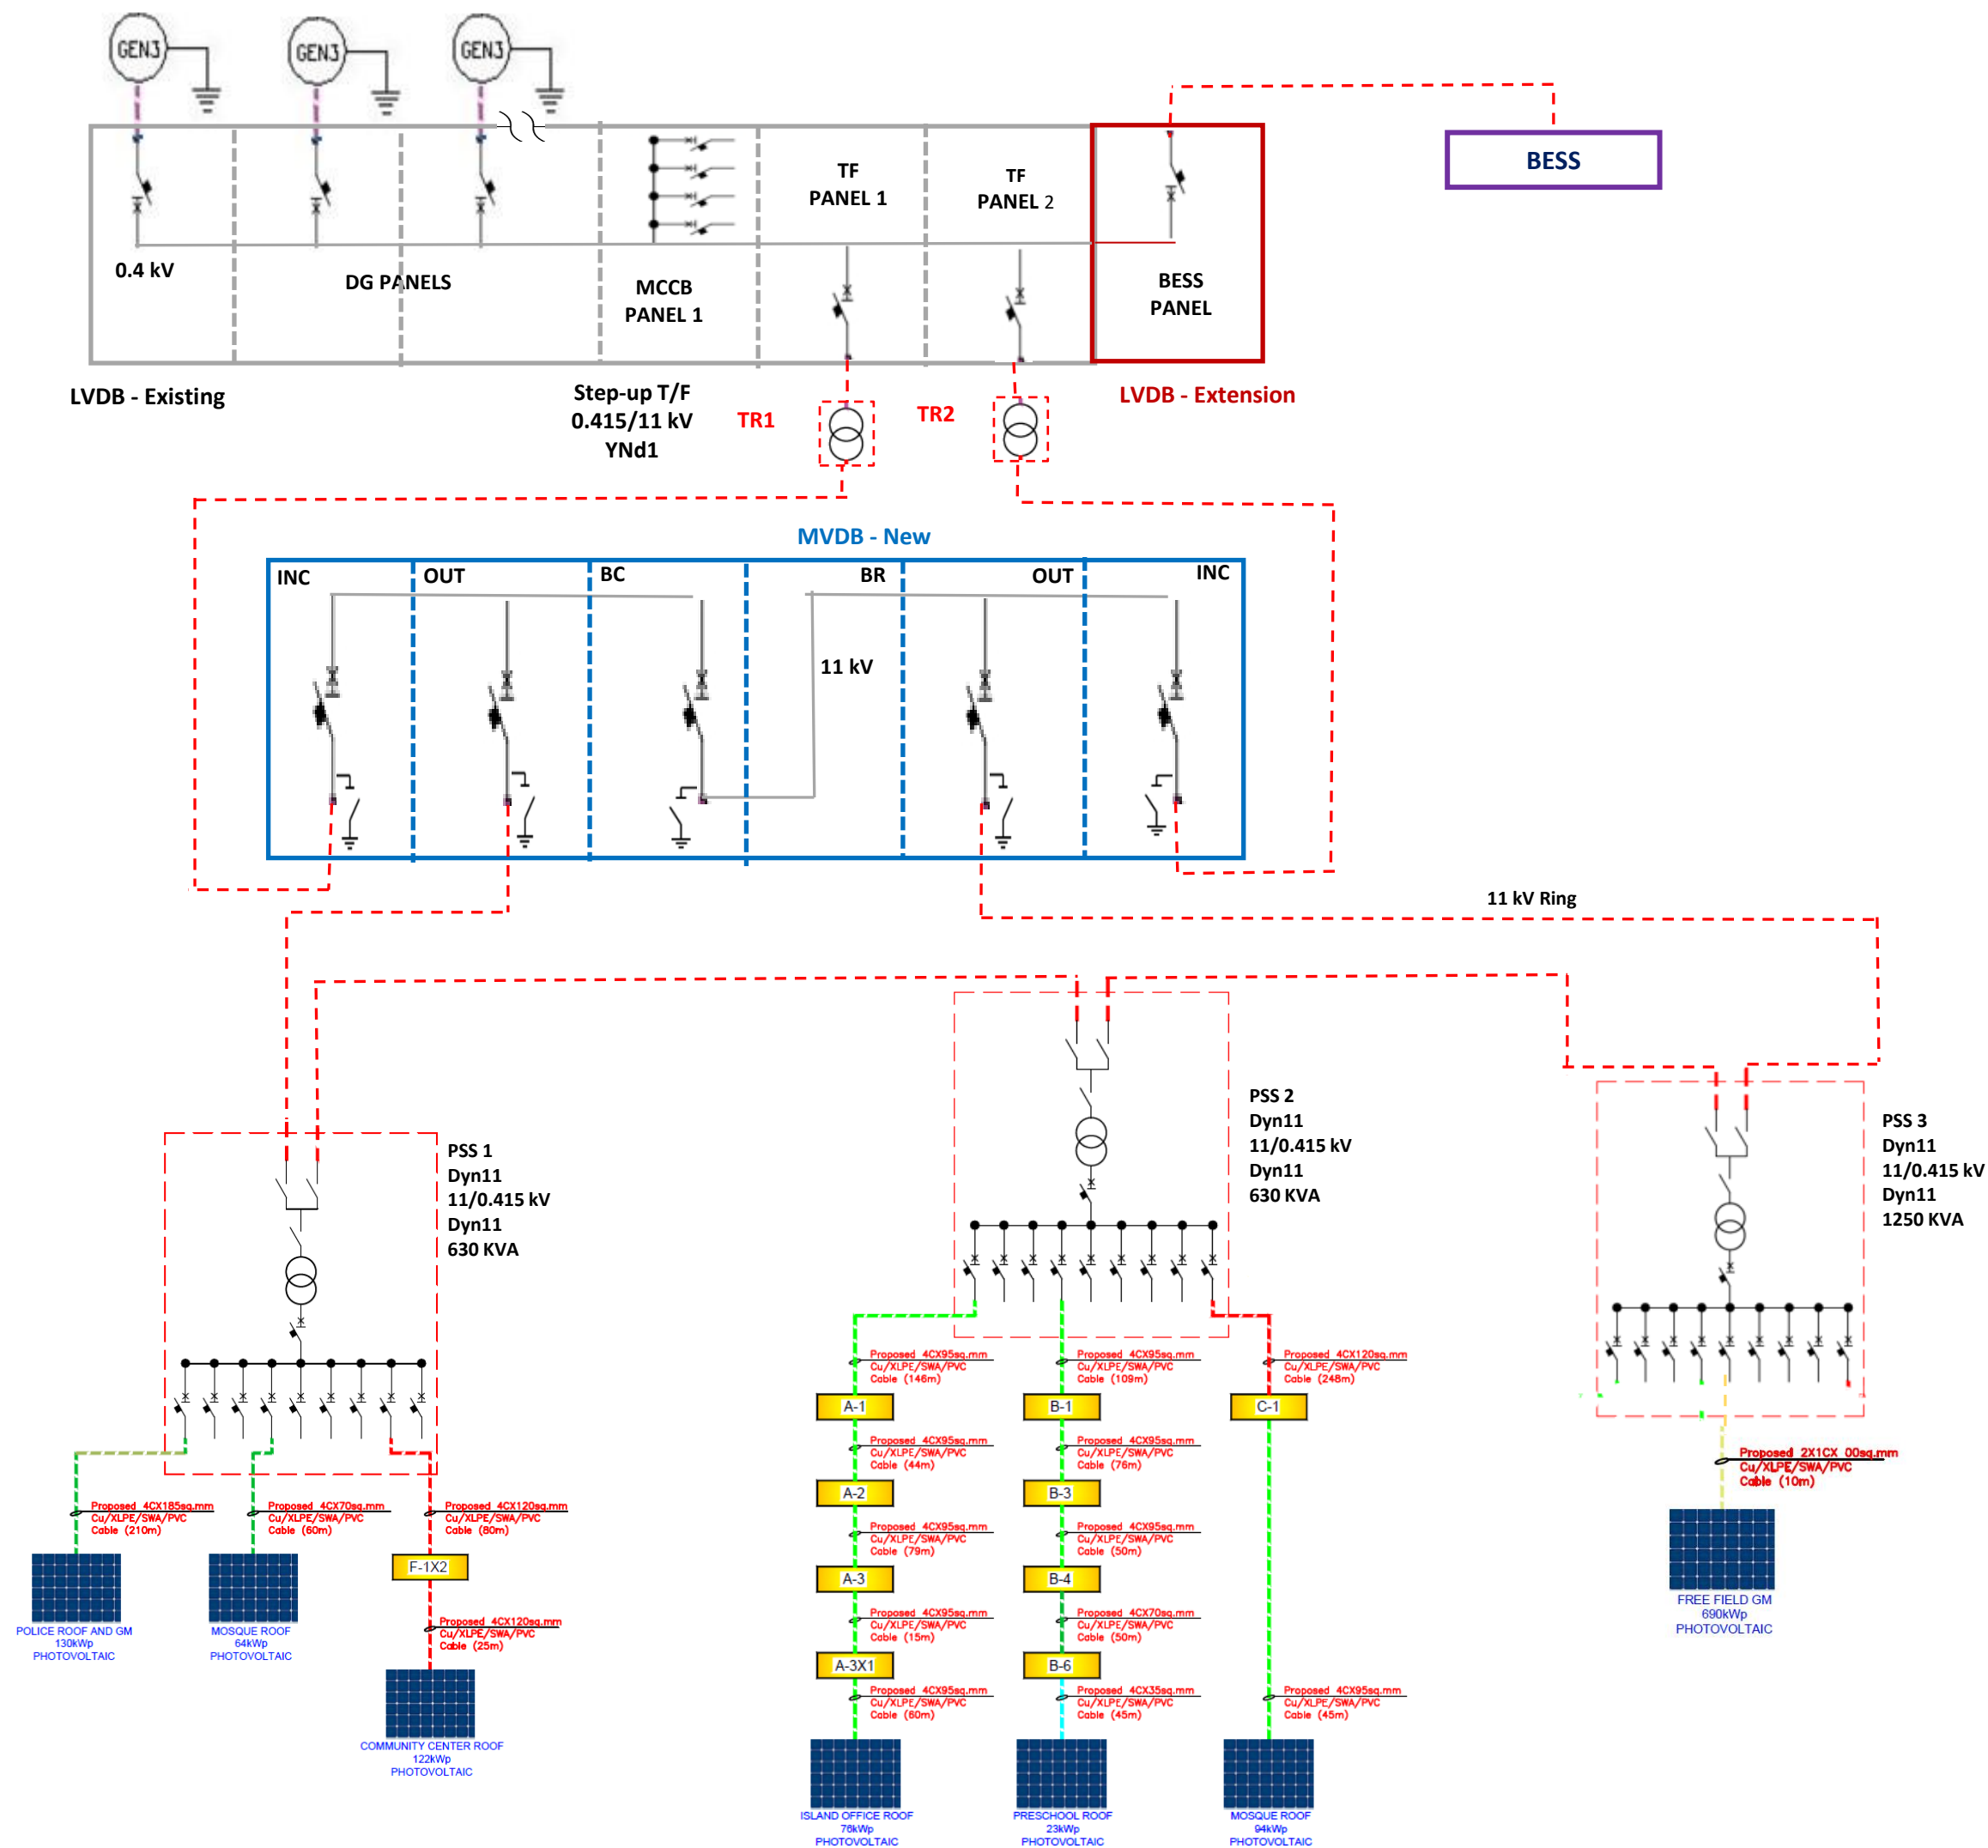 GEN3
GEN3
GEN3
BESS
TF
PANEL 1
TF
PANEL 2
0.4 kV
DG PANELS
MCCB
PANEL 1
BESS
PANEL
LVDB - Existing
Step-up T/F
0.415/11 kV
YNd1
TR1
TR2
LVDB - Extension
MVDB - New
INC
OUT
BC
BR
OUT
INC
11 kV
11 kV Ring
PSS 1
Dyn11
11/0.415 kV
Dyn11
630 KVA
PSS 2
Dyn11
11/0.415 kV
Dyn11
630 KVA
PSS 3
Dyn11
11/0.415 kV
Dyn11
1250 KVA
Proposed 4CX185sq.mm
Cu/XLPE/SWA/PVC
Cable (210m)
POLICE ROOF AND GM
130kWp
PHOTOVOLTAIC
Proposed 4CX70sq.mm
Cu/XLPE/SWA/PVC
Cable (60m)
MOSQUE ROOF
64kWp
PHOTOVOLTAIC
Proposed 4CX120sq.mm
Cu/XLPE/SWA/PVC
Cable (80m)
F-1X2
Proposed 4CX120sq.mm
Cu/XLPE/SWA/PVC
Cable (25m)
COMMUNITY CENTER ROOF
122kWp
PHOTOVOLTAIC
Proposed 4CX95sq.mm
Cu/XLPE/SWA/PVC
Cable (146m)
A-1
Proposed 4CX95sq.mm
Cu/XLPE/SWA/PVC
Cable (44m)
A-2
Proposed 4CX95sq.mm
Cu/XLPE/SWA/PVC
Cable (79m)
A-3
Proposed 4CX95sq.mm
Cu/XLPE/SWA/PVC
Cable (15m)
A-3X1
Proposed 4CX95sq.mm
Cu/XLPE/SWA/PVC
Cable (60m)
ISLAND OFFICE ROOF
76kWp
PHOTOVOLTAIC
Proposed 4CX95sq.mm
Cu/XLPE/SWA/PVC
Cable (109m)
B-1
Proposed 4CX95sq.mm
Cu/XLPE/SWA/PVC
Cable (76m)
B-3
Proposed 4CX95sq.mm
Cu/XLPE/SWA/PVC
Cable (50m)
B-4
Proposed 4CX70sq.mm
Cu/XLPE/SWA/PVC
Cable (50m)
B-6
Proposed 4CX35sq.mm
Cu/XLPE/SWA/PVC
Cable (45m)
PRESCHOOL ROOF
23kWp
PHOTOVOLTAIC
Proposed 4CX120sq.mm
Cu/XLPE/SWA/PVC
Cable (248m)
C-1
Proposed 4CX95sq.mm
Cu/XLPE/SWA/PVC
Cable (45m)
MOSQUE ROOF
94kWp
PHOTOVOLTAIC
Proposed 2X1CX 00sq.mm
Cu/XLPE/SWA/PVC
Cable (10m)
FREE FIELD GM
690kWp
PHOTOVOLTAIC